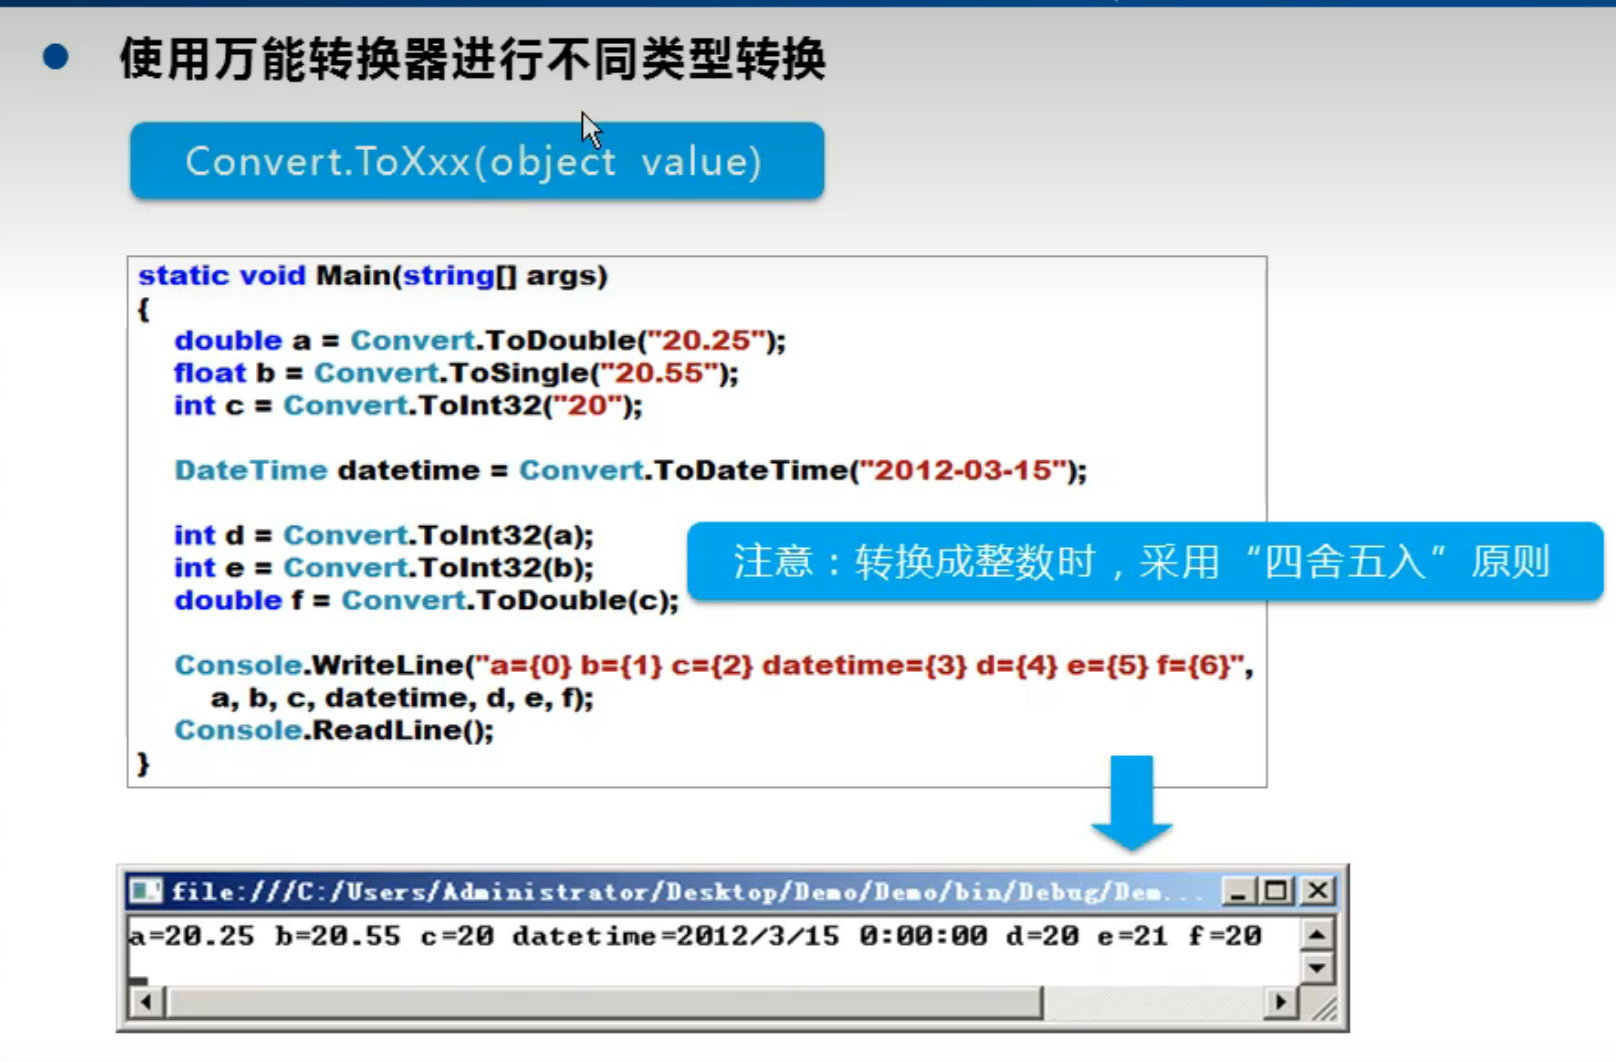 使用万能转换器进行不同类型转换
Convert.ToXxx(object value)
static void Main(string[] args)
{
double a = Convert.ToDouble("20.25");
float b = Convert.ToSingle("20.55");
int c = Convert.ToInt32("20");
DateTime datetime = Convert.ToDateTime("2012-03-15");
int d = Convert.ToInt32(a);
int e = Convert.ToInt32(b);
double f = Convert.ToDouble(c);
注意：转换成整数时，采用“四舍五入”原则
Console.WriteLine("a={0} b={1} c={2} datetime={3} d={4} e={5} f={6}",
a, b, c, datetime, d, e, f);
Console.ReadLine();
}
file:///C:/Users/Administrator/Desktop/Demo/Demo/bin/Debug/Dem...
a=20.25 b=20.55 c=20 datetime=2012/3/15 0:00:00 d=20 e=21 f=20